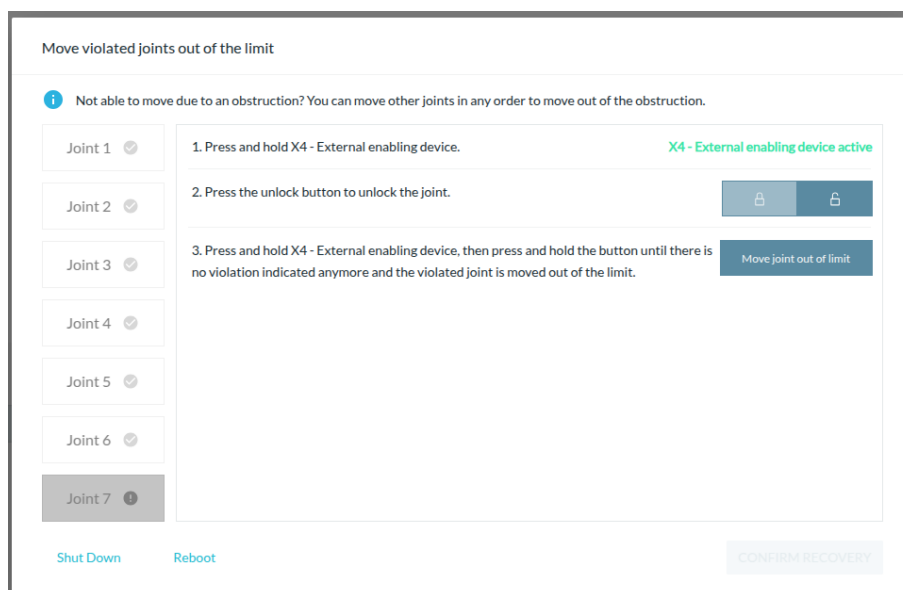 Move violated joints out of the limit
Not able to move due to an obstruction? You can move other joints in any order to move out of the obstruction.
Joint 1
Joint 2
Joint 3
Joint 4
Joint 5
Joint 6
Joint 7
1. Press and hold X4 - External enabling device.
X4 - External enabling device active
2. Press the unlock button to unlock the joint.
3. Press and hold X4 - External enabling device, then press and hold the button until there is
no violation indicated anymore and the violated joint is moved out of the limit.
Move joint out of limit
Shut Down
Reboot
CONFIRM RECOVERY